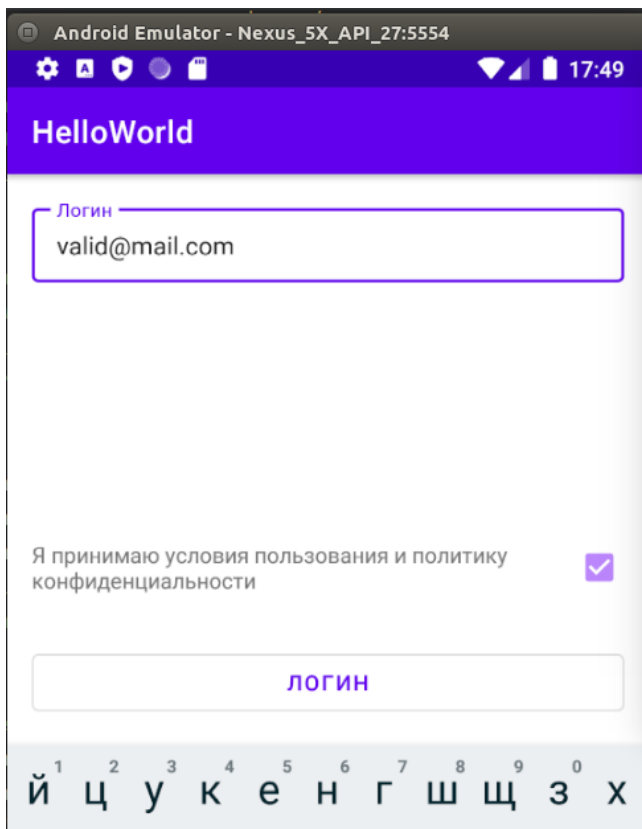 Android Emulator - Nexus_5X_API_27:5554
A
17:49
HelloWorld
Логин
valid@mail.com
Я принимаю условия пользования и политику
конфиденциальности
ЛОГИН
1 2 3 4 5 6 7 8 9 0
й ц у к е н г ш щ з х